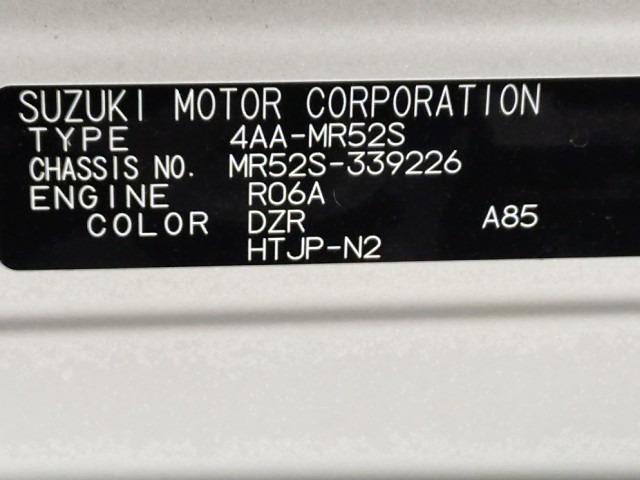 SUZUKI MOTOR CORPORATION
TYPE 4AA-MR52S
CHASSIS NO. MR52S-339226
ENGINE R06A
COLOR DZR A85
HTJP-N2